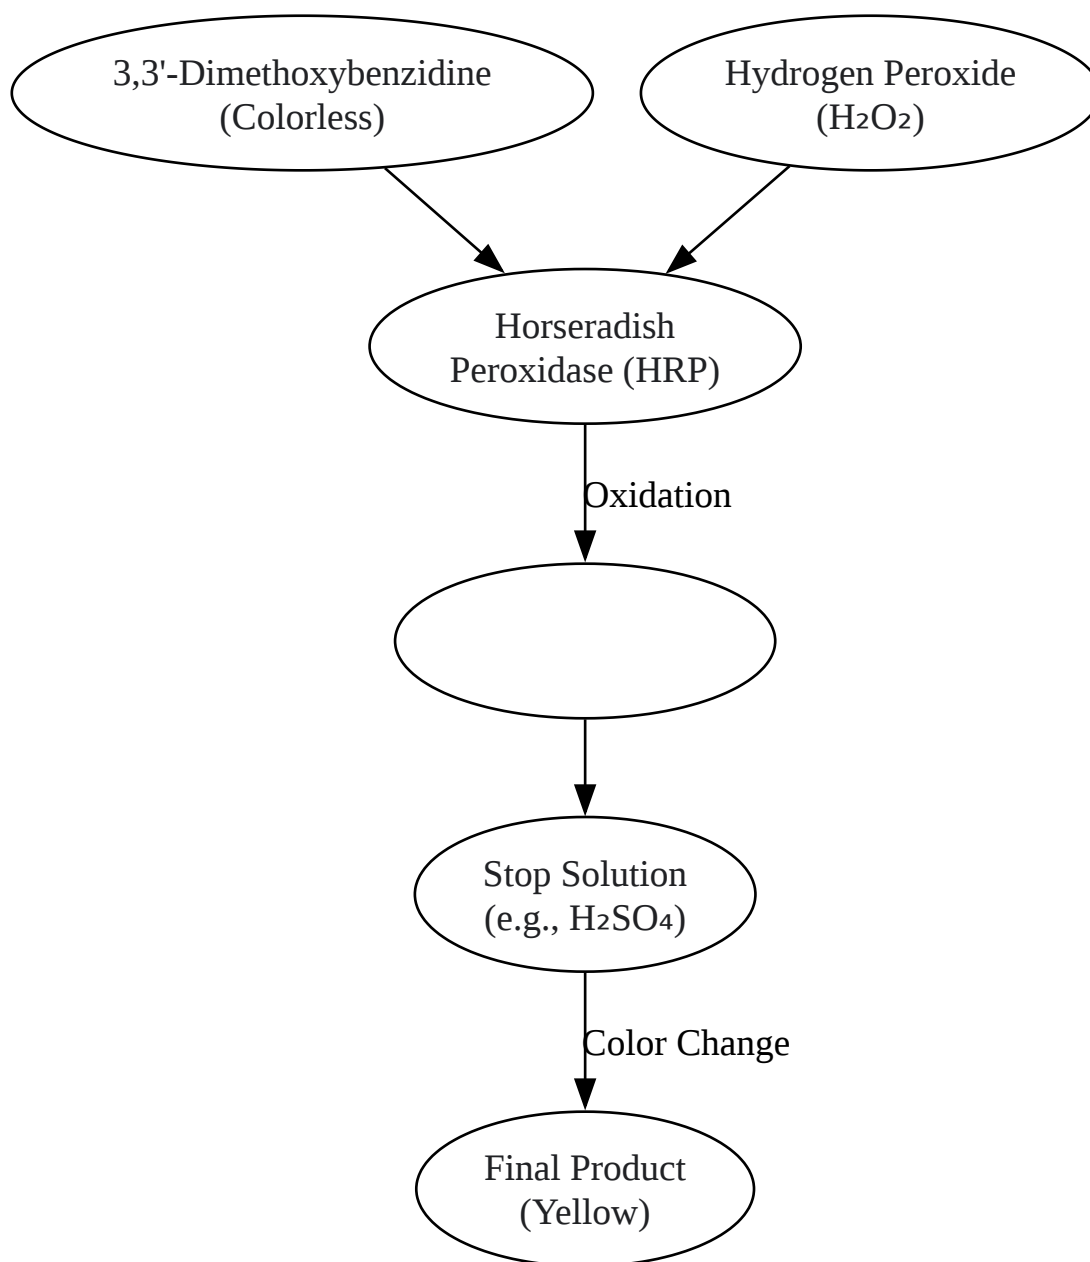 3,3'-Dimethoxybenzidine
(Colorless)
Hydrogen Peroxide
(H₂O₂)
Horseradish
Peroxidase (HRP)
Oxidation
Stop Solution
(e.g., H₂SO₄)
Color Change
Final Product
(Yellow)